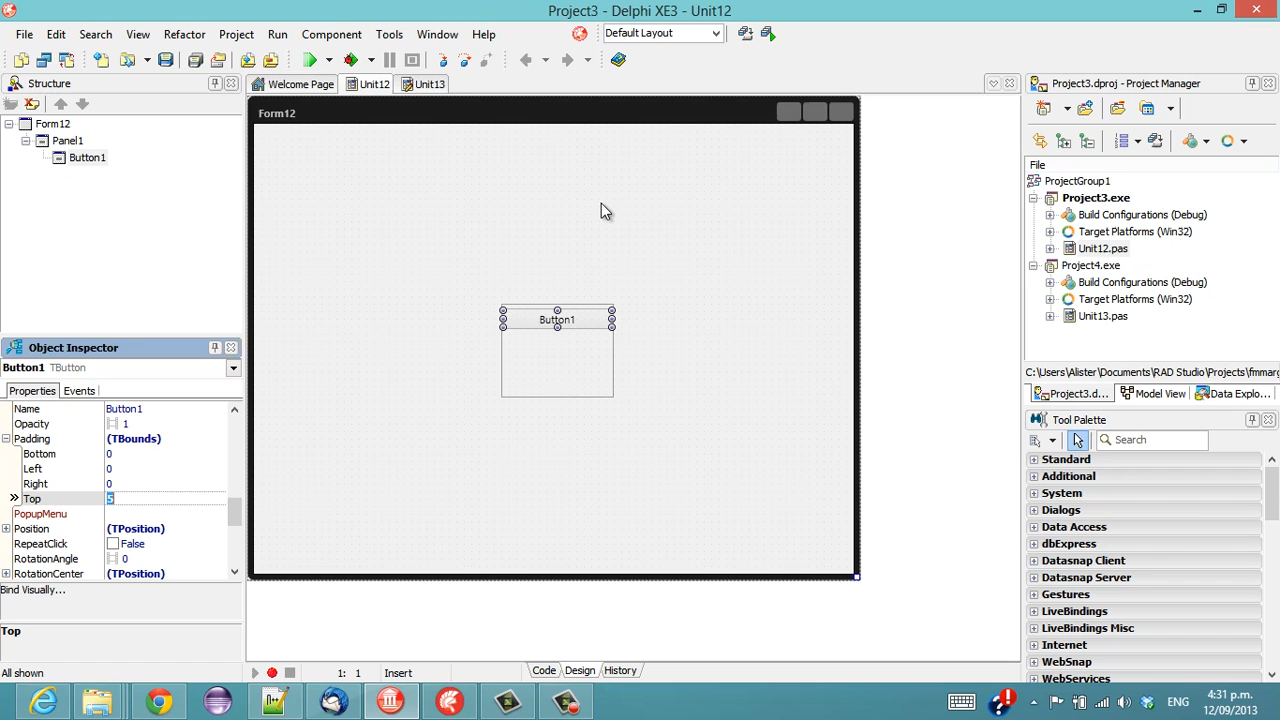 Project3 - Delphi XE3 - Unit12
File Edit Search View Refactor Project Run Component Tools Window Help
Default Layout
Structure
Welcome Page Unit12 Unit13
Project3.dproj - Project Manager
Form12
Panel1
Button1
Form12
Button1
File
ProjectGroup1
Project3.exe
Build Configurations (Debug)
Target Platforms (Win32)
Unit12.pas
Project4.exe
Build Configurations (Debug)
Target Platforms (Win32)
Unit13.pas
C:\Users\Alister\Documents\RAD Studio\Projects\fmmarg
Project3.d... Model View Data Explo...
Object Inspector
Button1 TButton
Properties Events
Name Button1
Opacity 1
Padding (TBounds)
Bottom 0
Left 0
Right 0
Top 5
PopupMenu
Position (TPosition)
RepeatClick False
RotationAngle 0
RotationCenter (TPosition)
Bind Visually...
Top
All shown
Tool Palette
Search
Standard
Additional
System
Dialogs
Data Access
dbExpress
Datasnap Client
Datasnap Server
Gestures
LiveBindings
LiveBindings Misc
Internet
WebSnap
WebServices
1: 1 Insert
Code Design History
ENG
4:31 p.m.
12/09/2013